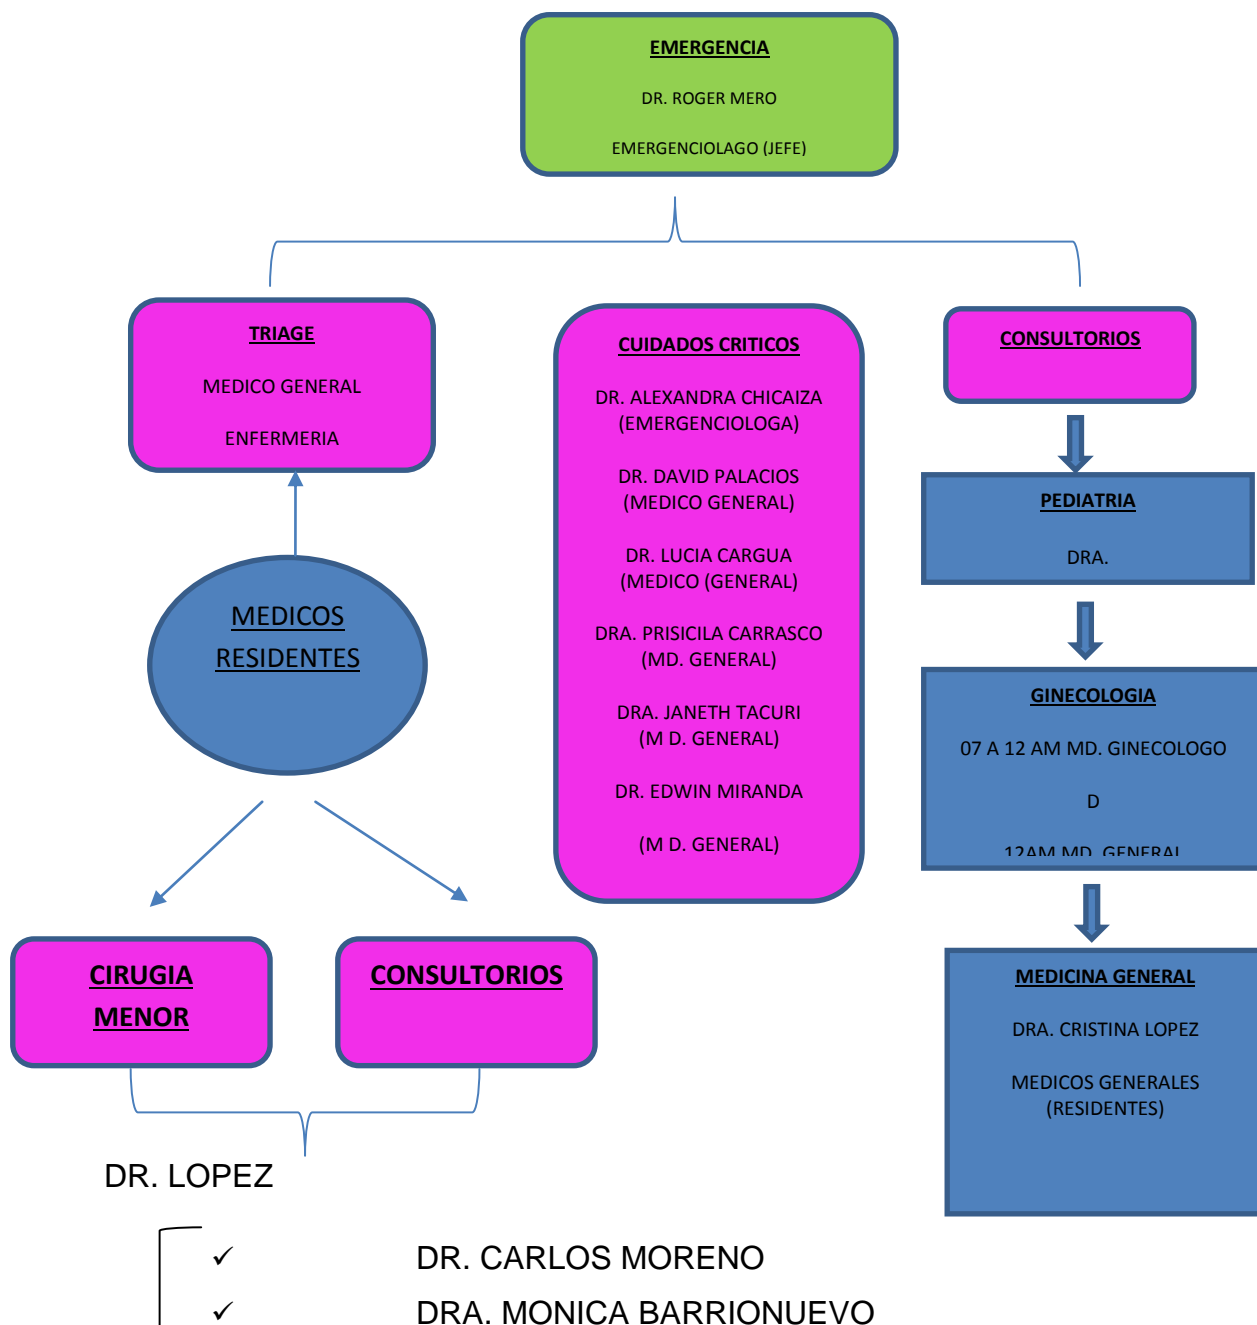 EMERGENCIA
DR. ROGER MERO
EMERGENCIOLAGO (JEFE)
TRIAGE
MEDICO GENERAL
ENFERMERIA
CUIDADOS CRITICOS
DR. ALEXANDRA CHICAIZA
(EMERGENCIOLOGA)
DR. DAVID PALACIOS
(MEDICO GENERAL)
DR. LUCIA CARGUA
(MEDICO (GENERAL)
DRA. PRISICILA CARRASCO
(MD. GENERAL)
DRA. JANETH TACURI
(M D. GENERAL)
DR. EDWIN MIRANDA
(M D. GENERAL)
CONSULTORIOS
PEDIATRIA
DRA.
GINECOLOGIA
07 A 12 AM MD. GINECOLOGO
D
12AM MD. GENERAL
MEDICINA GENERAL
DRA. CRISTINA LOPEZ
MEDICOS GENERALES
(RESIDENTES)
MEDICOS
RESIDENTES
CIRUGIA
MENOR
CONSULTORIOS
DR. LOPEZ
✓ DR. CARLOS MORENO
✓ DRA. MONICA BARRIONUEVO